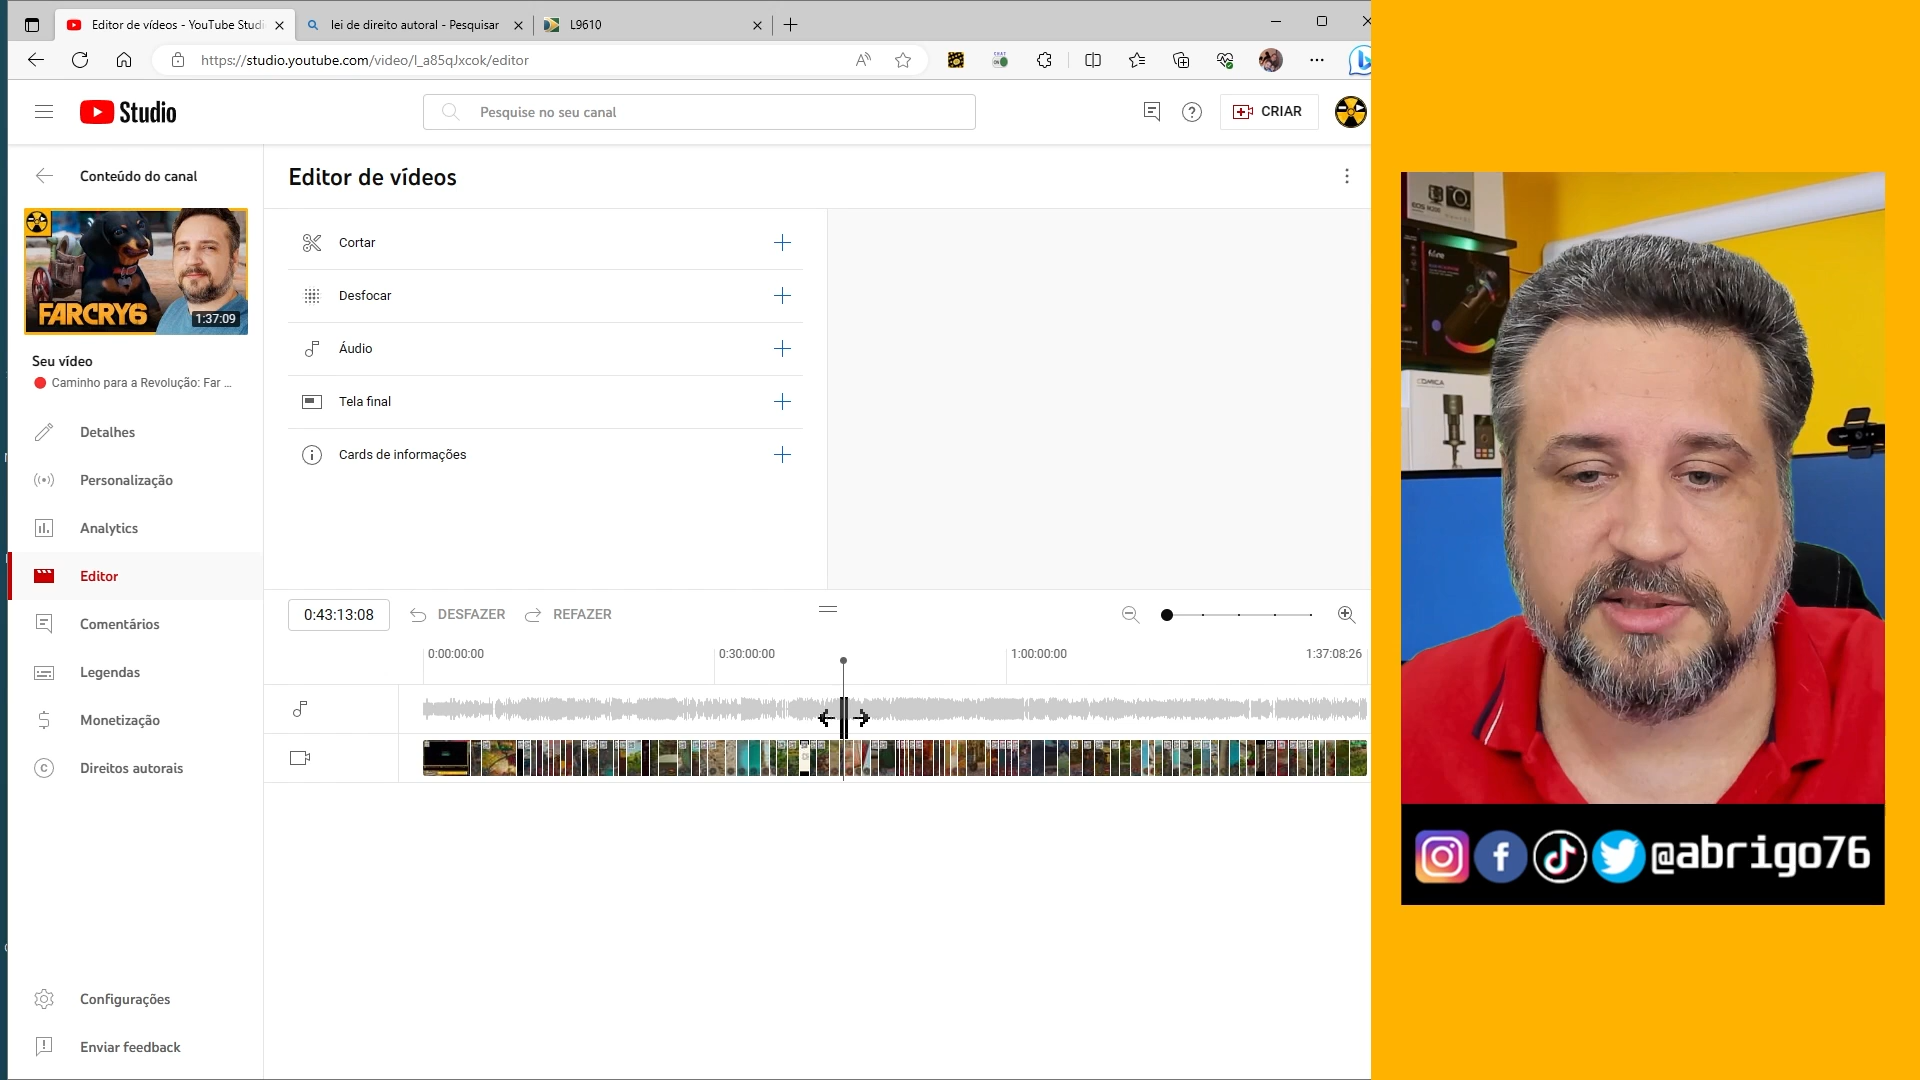 Editor de vídeos - YouTube Studi
lei de direito autoral - Pesquisar
L9610
https://studio.youtube.com/video/l_a85qJxcok/editor
Studio
Pesquise no seu canal
CRIAR
Conteúdo do canal
Editor de vídeos
FARCRY6
1:37:09
Seu vídeo
Caminho para a Revolução: Far ...
Detalhes
Personalização
Analytics
Editor
Comentários
Legendas
Monetização
Direitos autorais
Configurações
Enviar feedback
Cortar
Desfocar
Áudio
Tela final
Cards de informações
0:43:13:08
DESFAZER
REFAZER
0:00:00:00
0:30:00:00
1:00:00:00
1:37:08:26
COMICA
@abrigo76